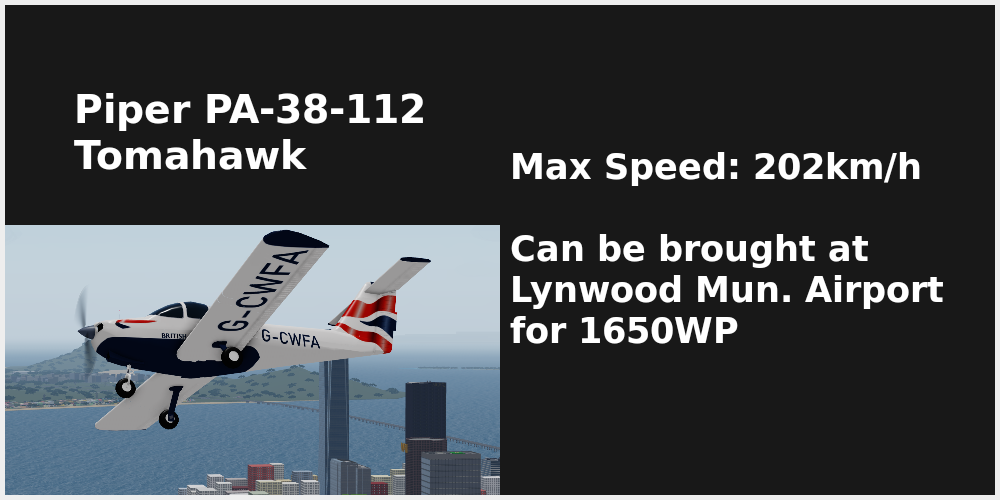 Piper PA-38-112
Tomahawk
Max Speed: 202km/h
Can be brought at
Lynwood Mun. Airport
for 1650WP
G-CWFA
G-CWFA
BRITISH